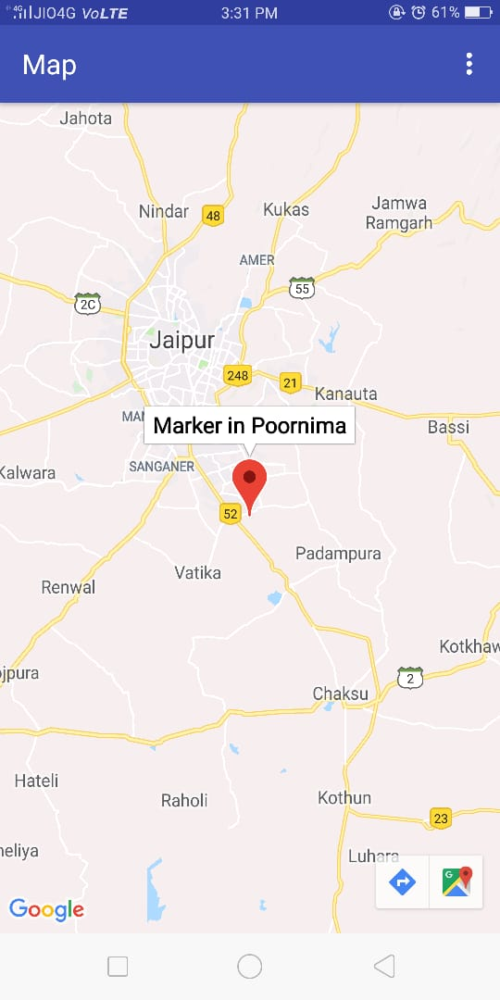 4G JIO4G VoLTE 3:31 PM 61%
Map
Jahota
Nindar
48
Kukas
Jamwa
Ramgarh
AMER
55
2C
Jaipur
248
21
Kanauta
Bassi
Marker in Poornima
SANGANER
Kalwara
52
Padampura
Vatika
Renwal
Kotkhaw
ojpura
2
Chaksu
Hateli
Raholi
Kothun
23
neliya
Luhara
G
Google